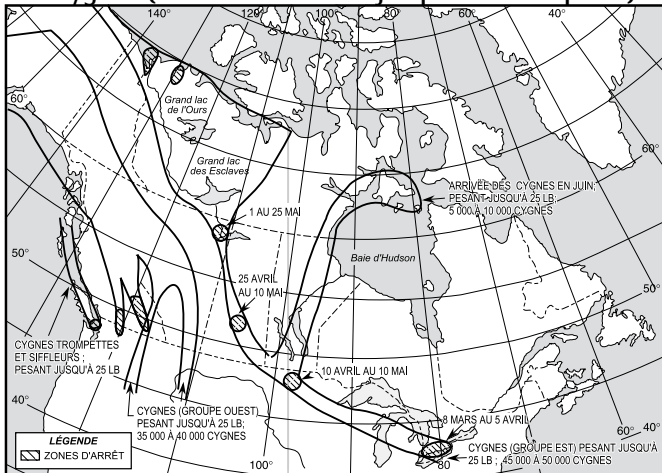 140°
120°
100°
80°
60°
40°
60°
Grand lac
de l'Ours
Grand lac
des Esclaves
60°
ARRIVÉE DES CYGNES EN JUIN;
PESANT JUSQU'À 25 LB;
5 000 À 10 000 CYGNES
1 AU 25 MAI
50°
Baie d'Hudson
50°
25 AVRIL
AU 10 MAI
CYGNES TROMPETTES
ET SIFFLEURS ;
PESANT JUSQU'À 25 LB
10 AVRIL AU 10 MAI
40°
CYGNES (GROUPE OUEST)
PESANT JUSQU'À 25 LB;
35 000 À 40 000 CYGNES
8 MARS AU 5 AVRIL
60°
40°
LÉGENDE
ZONES D'ARRÊT
100°
80°
CYGNES (GROUPE EST) PESANT JUSQU'À
25 LB ; 45 000 À 50 000 CYGNES